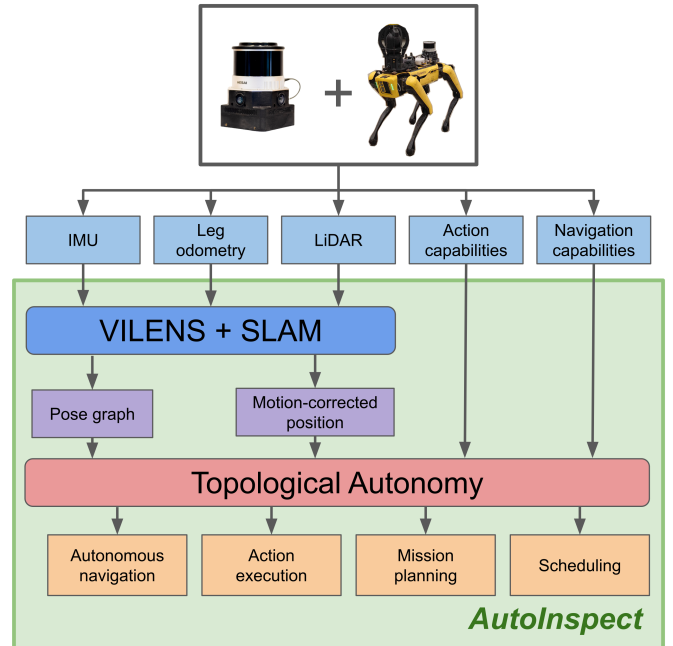 IMU
Leg
odometry
LiDAR
Action
capabilities
Navigation
capabilities
VILENS + SLAM
Pose graph
Motion-corrected
position
Topological Autonomy
Autonomous
navigation
Action
execution
Mission
planning
Scheduling
AutoInspect